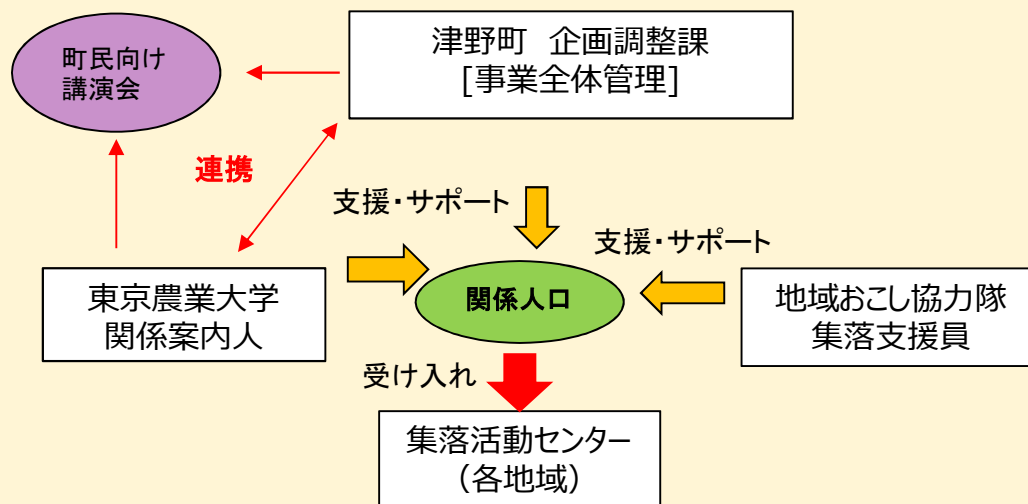 町民向け
講演会
津野町　企画調整課
[事業全体管理]
連携
支援・サポート
支援・サポート
東京農業大学
関係案内人
関係人口
地域おこし協力隊
集落支援員
受け入れ
集落活動センター
（各地域）